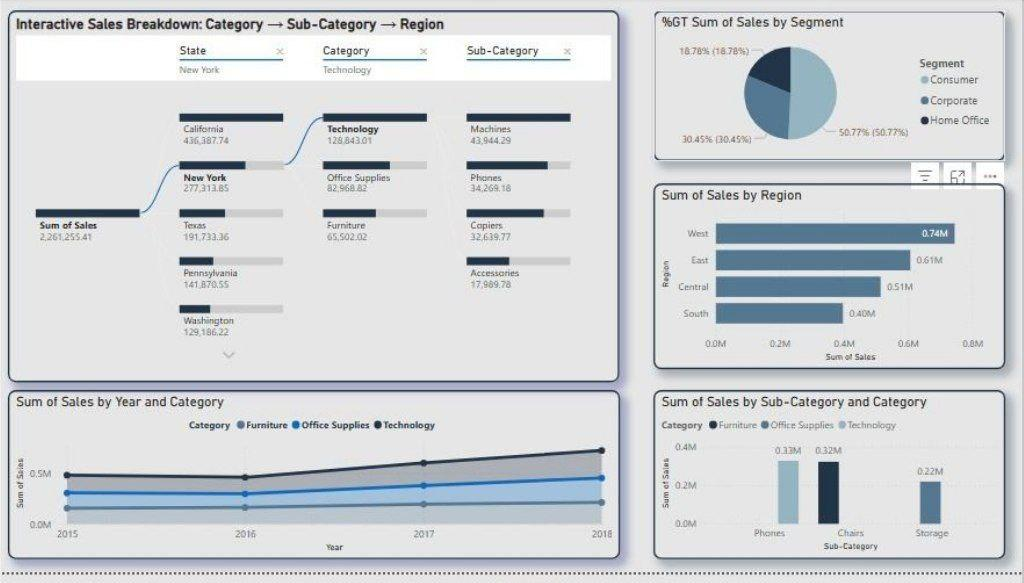 Interactive Sales Breakdown: Category → Sub-Category → Region
State ×
New York
Category ×
Technology
Sub-Category ×
Sum of Sales
2,261,255.41
California
436,387.74
New York
277,313.85
Texas
191,733.36
Pennsylvania
141,870.55
Washington
129,186.22
Technology
128,843.01
Office Supplies
82,968.82
Furniture
65,502.02
Machines
43,944.29
Phones
34,269.18
Copiers
32,639.77
Accessories
17,989.78
%GT Sum of Sales by Segment
18.78% (18.78%)
30.45% (30.45%)
50.77% (50.77%)
Segment
Consumer
Corporate
Home Office
Sum of Sales by Region
Region
West 0.74M
East 0.61M
Central 0.51M
South 0.40M
0.0M 0.2M 0.4M 0.6M 0.8M
Sum of Sales
Sum of Sales by Year and Category
Category Furniture Office Supplies Technology
Sum of Sales
0.5M
0.0M
2015 2016 2017 2018
Year
Sum of Sales by Sub-Category and Category
Category Furniture Office Supplies Technology
Sum of Sales
0.4M
0.2M
0.0M
0.33M 0.32M 0.22M
Phones Chairs Storage
Sub-Category